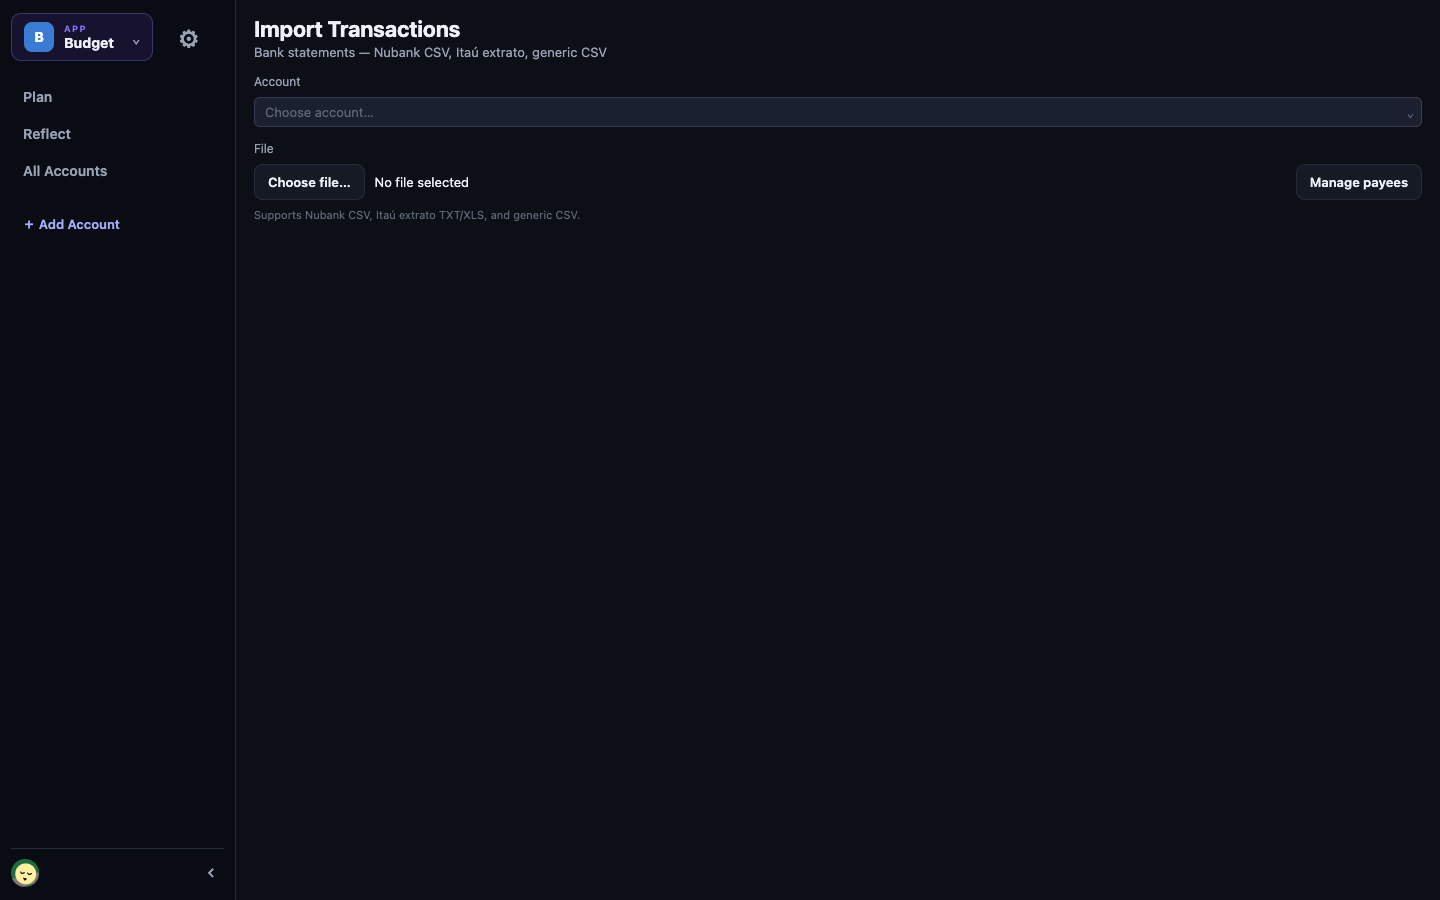 B
APP
Budget
Plan
Reflect
All Accounts
+ Add Account
Import Transactions
Bank statements — Nubank CSV, Itaú extrato, generic CSV
Account
Choose account...
File
Choose file...
No file selected
Manage payees
Supports Nubank CSV, Itaú extrato TXT/XLS, and generic CSV.